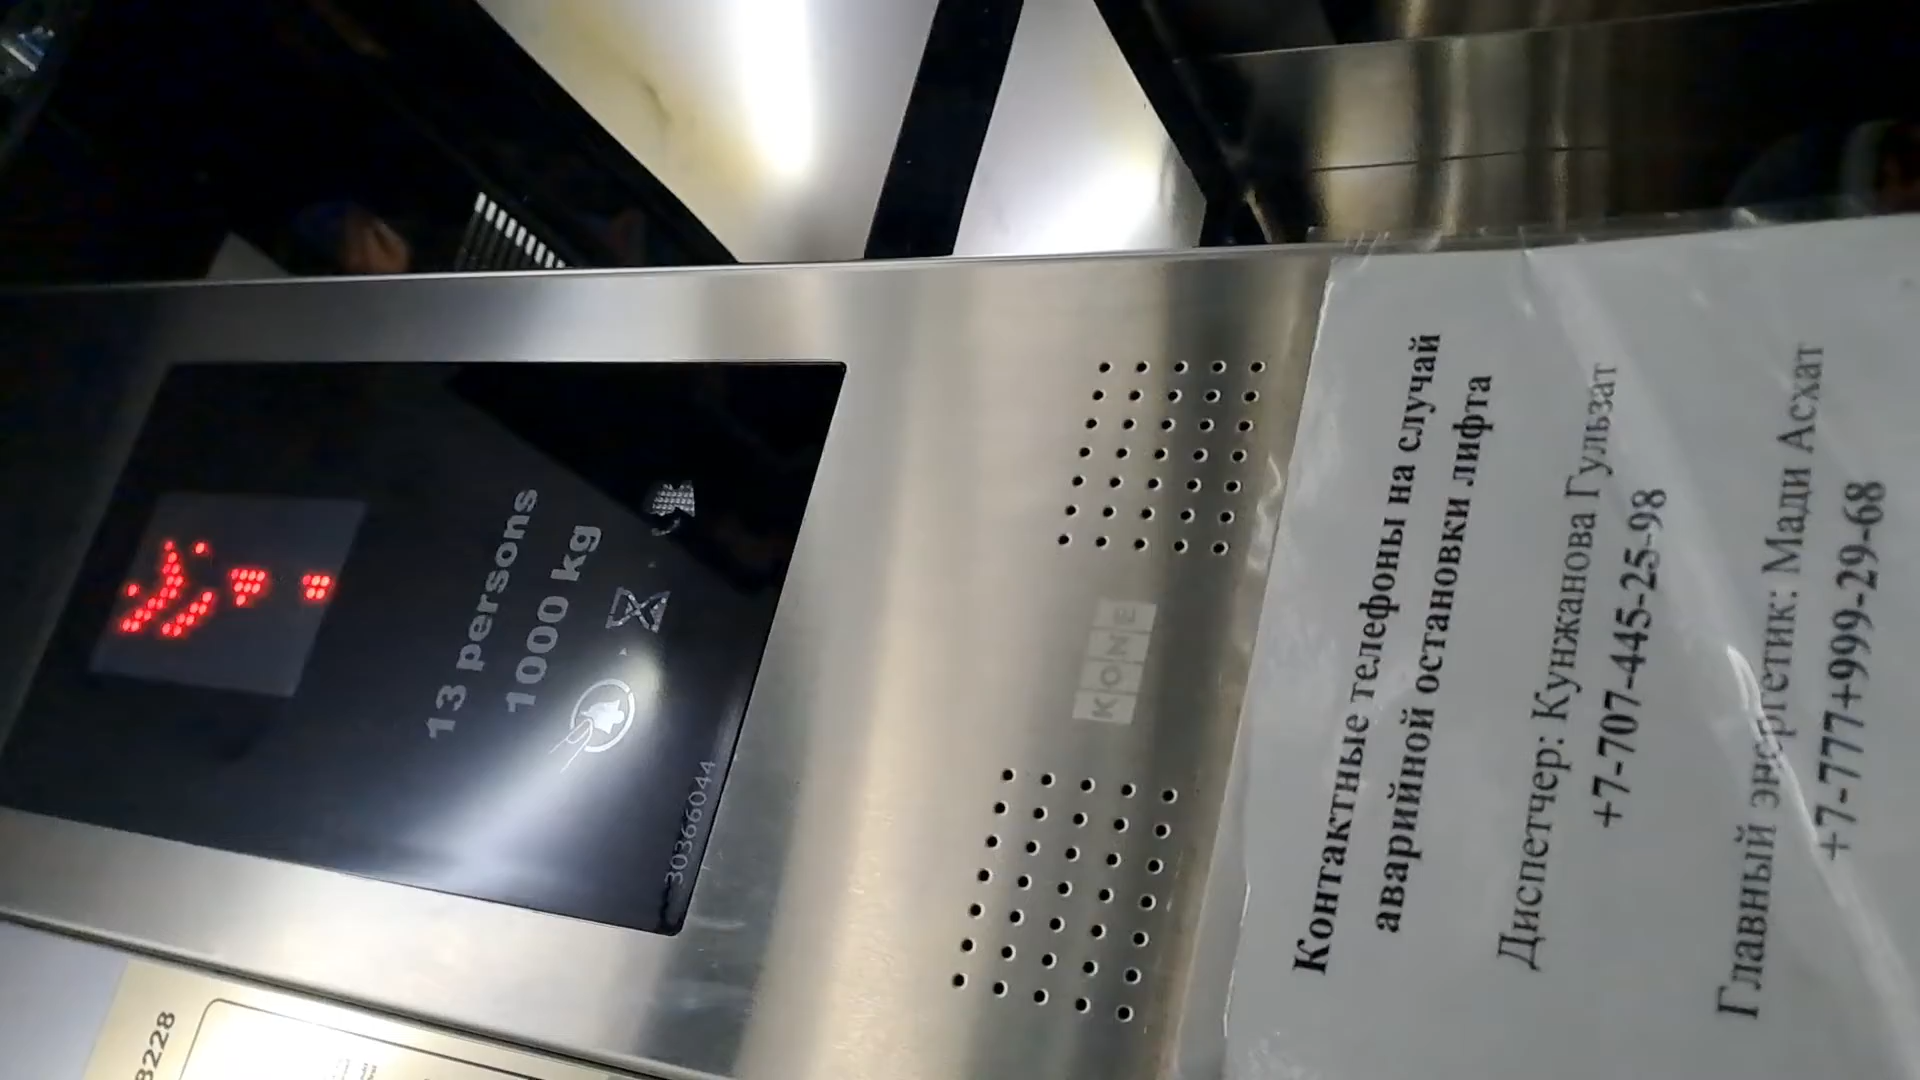 13 persons
1000 kg
30366044
KONE
Контактные телефоны на случай
аварийной остановки лифта
Диспетчер: Кунжанова Гульзат
+7-707-445-25-98
Главный энергетик: Мади Асхат
+7-777+999-29-68